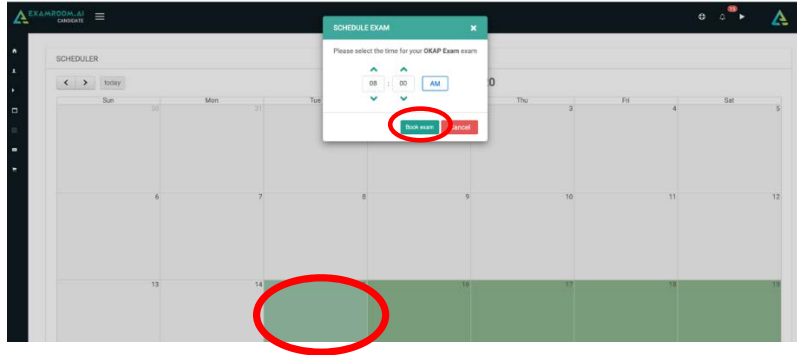 EXAMROOM.AI
CANDIDATE
15
SCHEDULE EXAM
Please select the time for your OKAP Exam exam
08 : 00 AM
Book exam Cancel
SCHEDULER
today
Sun Mon Tue Thu Fri Sat
30 31 3 4 5
6 7 8 9 10 11 12
13 14 16 17 18 19